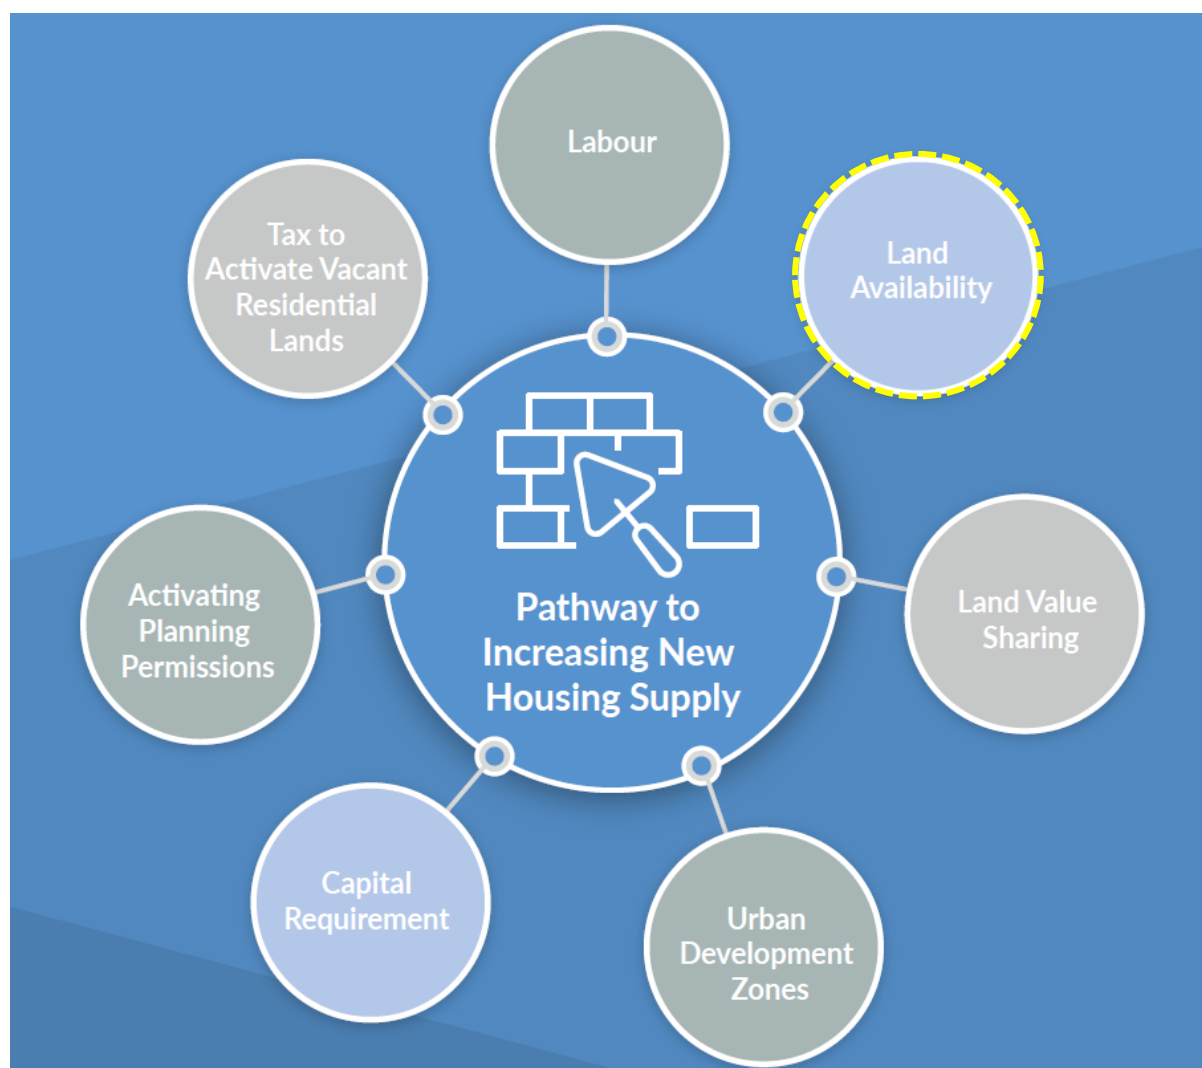 Labour
Land
Availability
Tax to
Activate Vacant
Residential
Lands
Pathway to
Increasing New
Housing Supply
Activating
Planning
Permissions
Land Value
Sharing
Capital
Requirement
Urban
Development
Zones